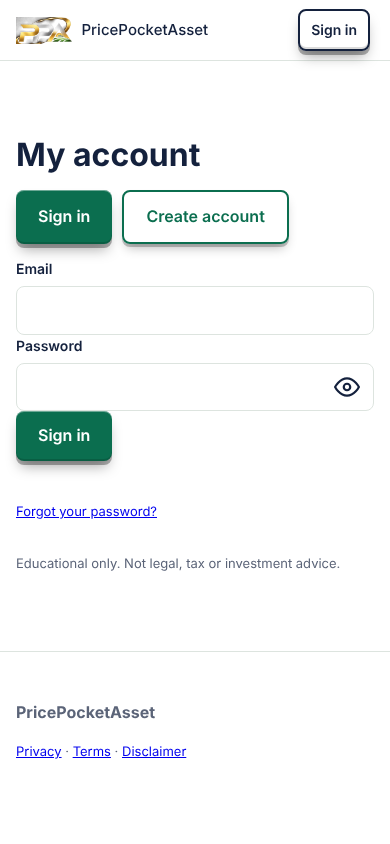 PPA PricePocketAsset Sign in
My account
Sign in Create account
Email
Password
Sign in
Forgot your password?
Educational only. Not legal, tax or investment advice.
PricePocketAsset
Privacy · Terms · Disclaimer